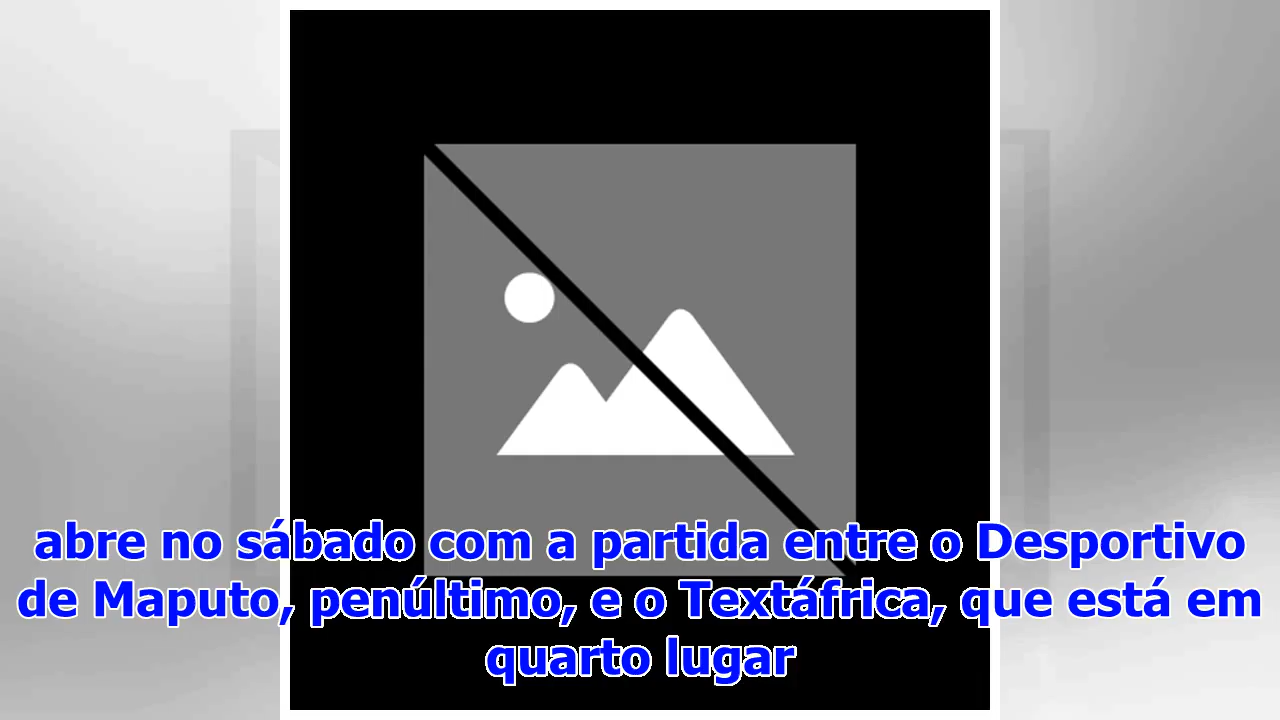 abre no sábado com a partida entre o Desportivo
de Maputo, penúltimo, e o Textáfrica, que está em
quarto lugar